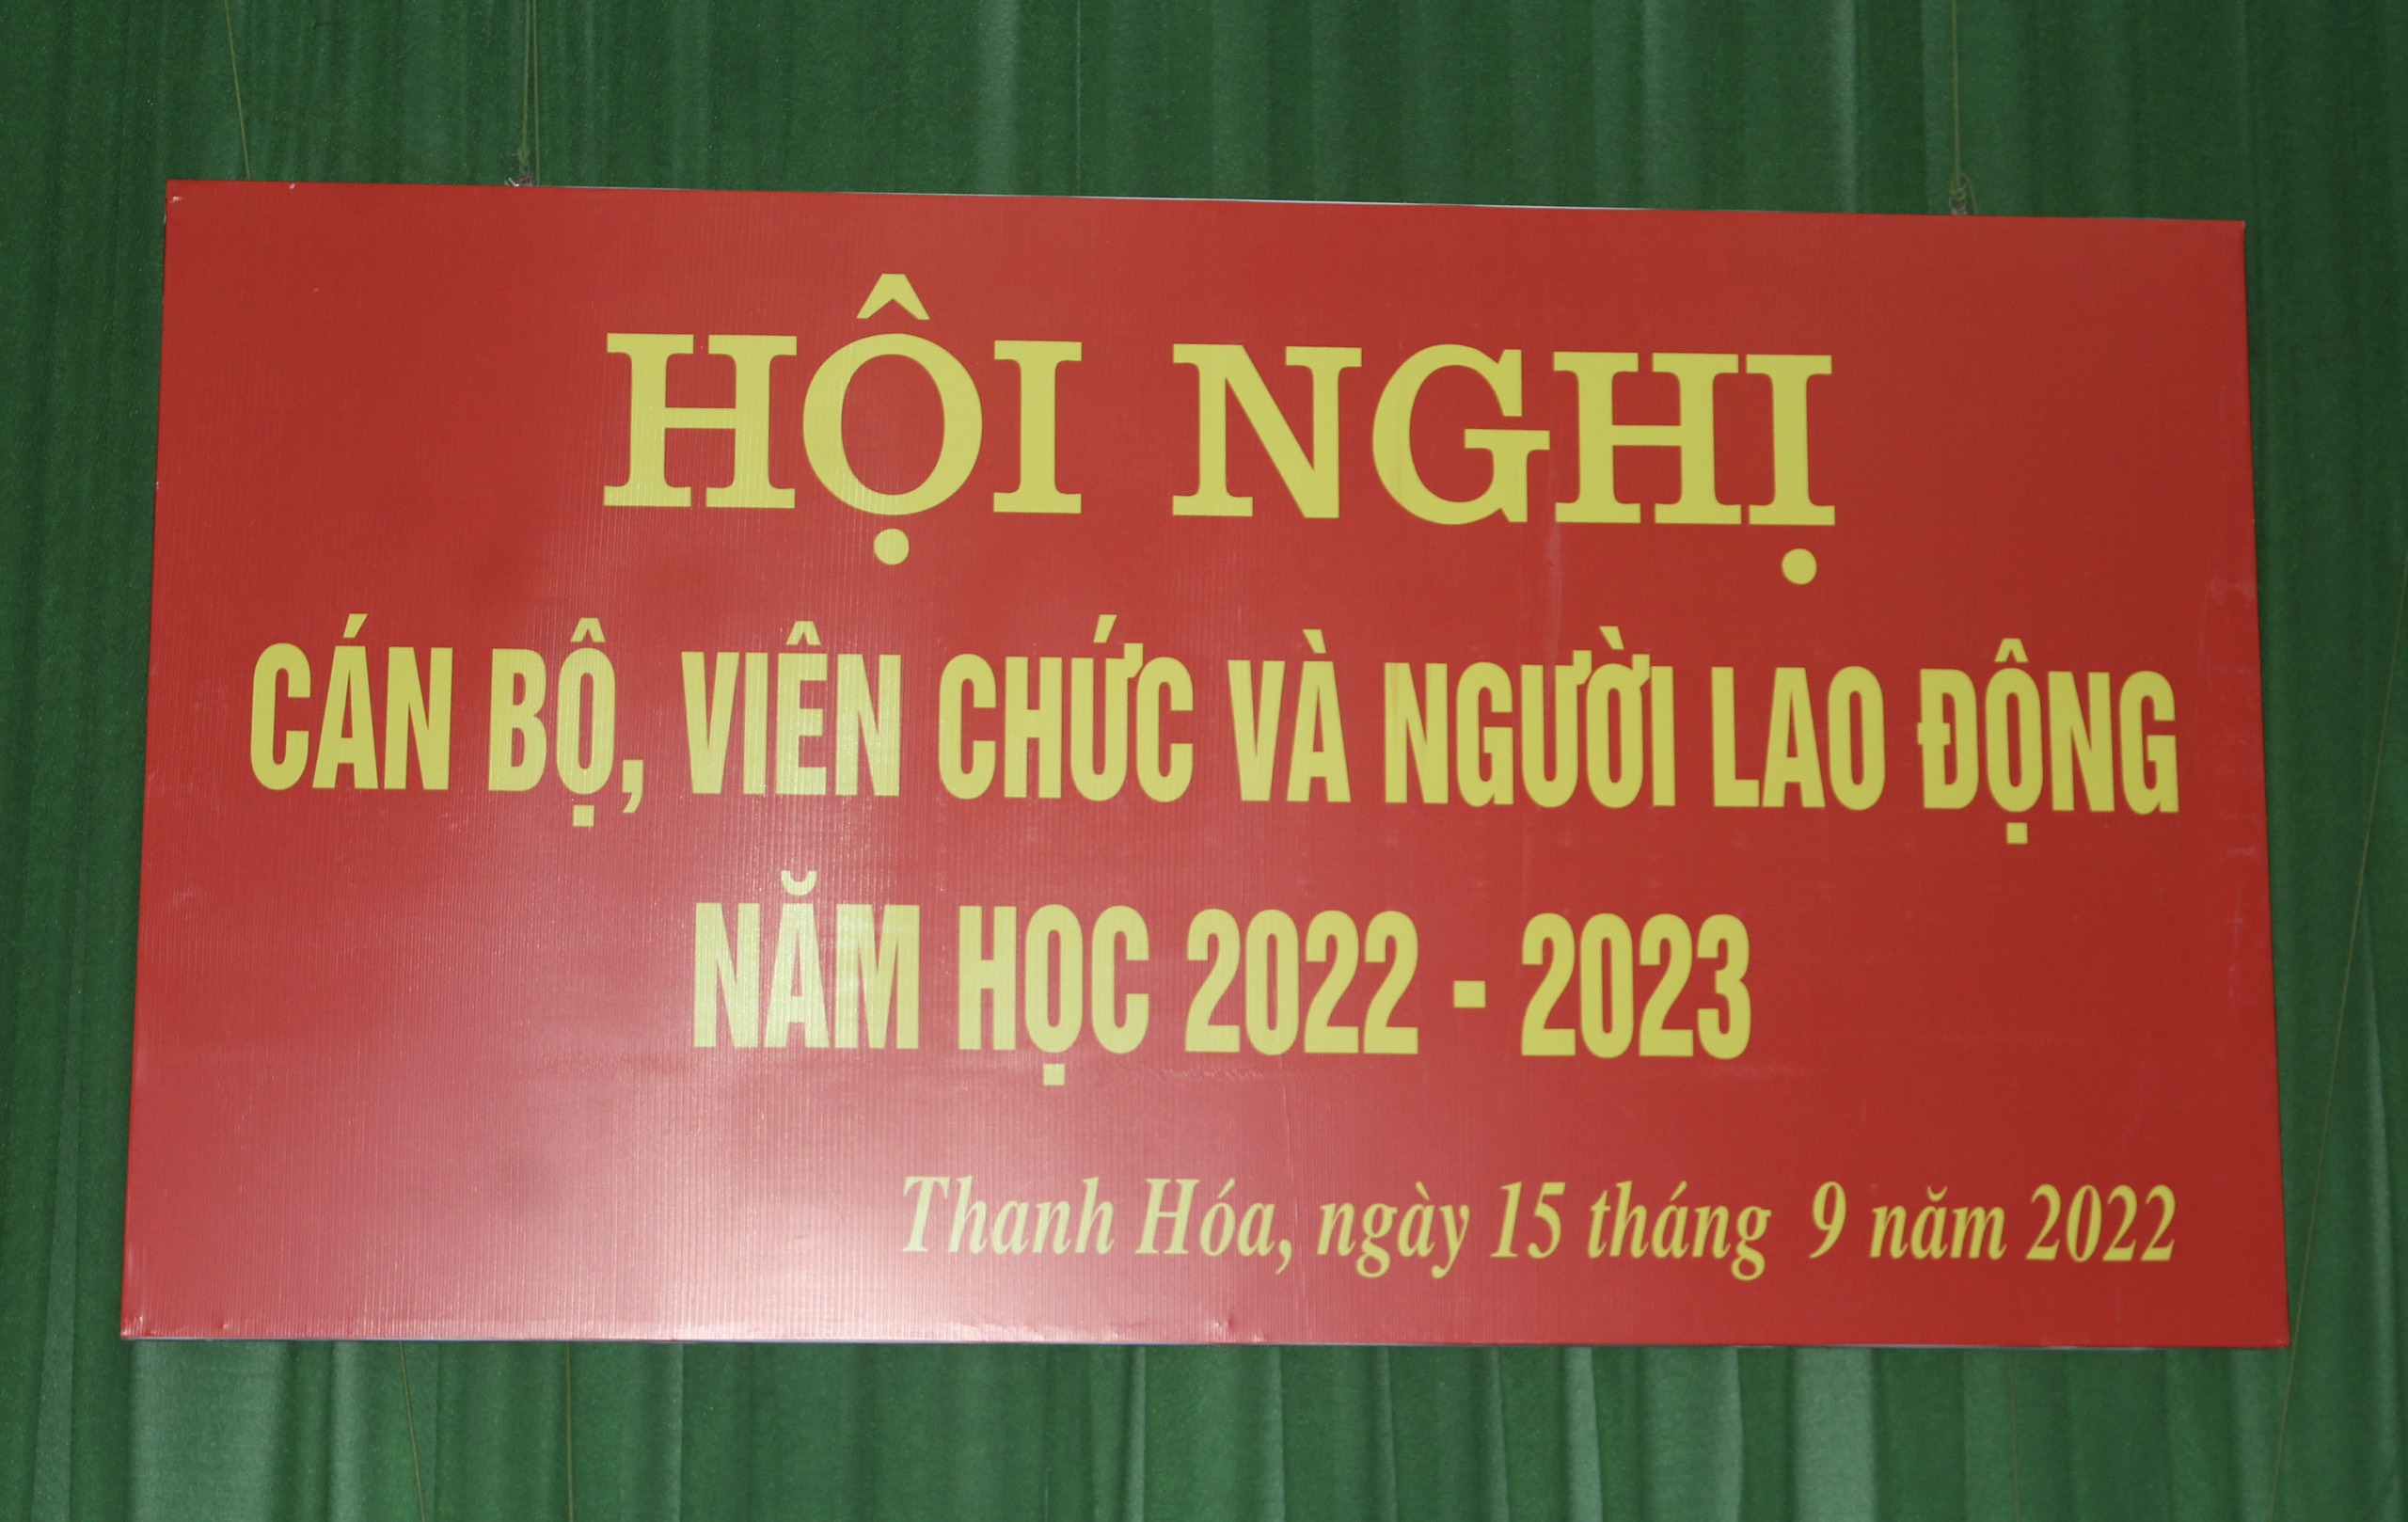 HỘI NGHỊ
CÁN BỘ, VIÊN CHỨC VÀ NGƯỜI LAO ĐỘNG
NĂM HỌC 2022 - 2023
Thanh Hóa, ngày 15 tháng 9 năm 2022